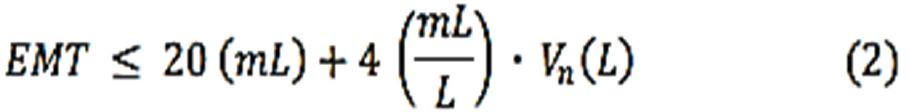 EMT ≤ 20 (mL) + 4 (mL/L) · Vₙ(L) (2)